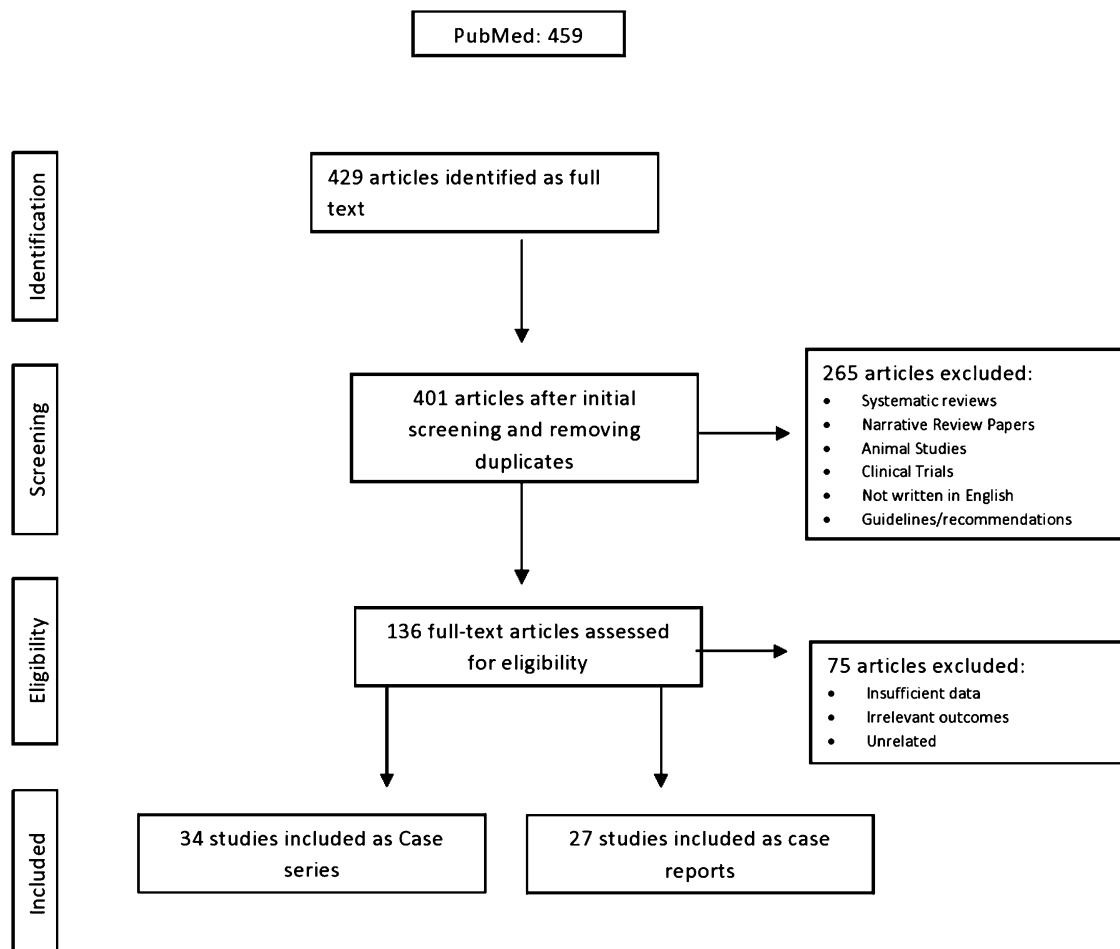 PubMed: 459
Identification
429 articles identified as full
text
Screening
401 articles after initial
screening and removing
duplicates
265 articles excluded:
• Systematic reviews
• Narrative Review Papers
• Animal Studies
• Clinical Trials
• Not written in English
• Guidelines/recommendations
Eligibility
136 full-text articles assessed
for eligibility
75 articles excluded:
• Insufficient data
• Irrelevant outcomes
• Unrelated
Included
34 studies included as Case
series
27 studies included as case
reports